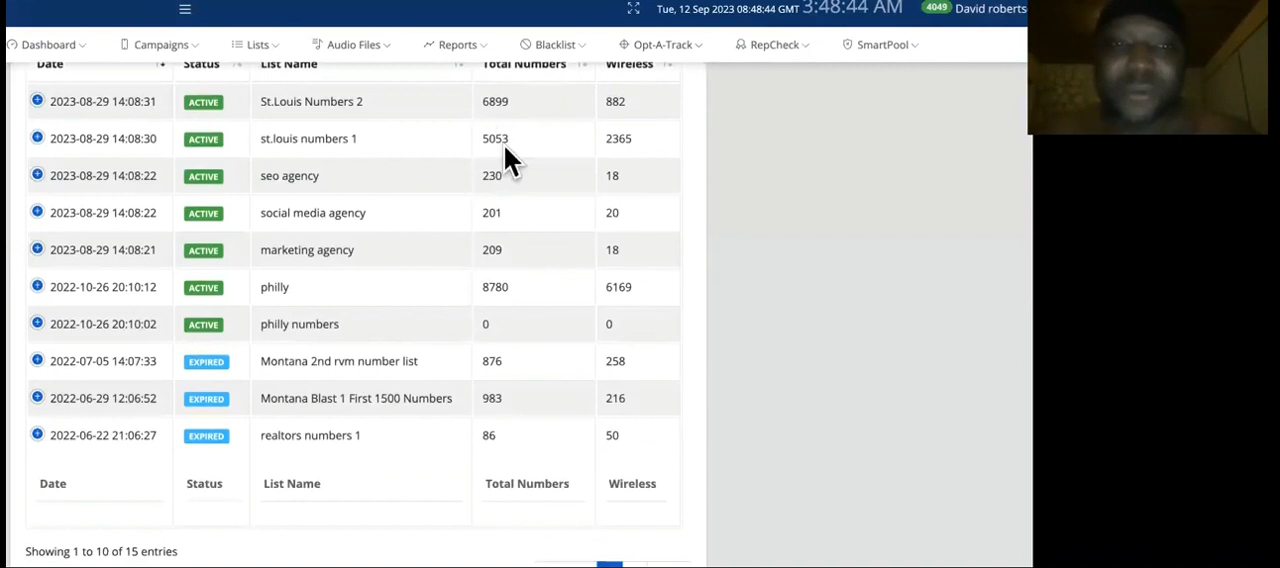 Tue, 12 Sep 2023 08:48:44 GMT 3:48:44 AM 4049 David roberts
Dashboard Campaigns Lists Audio Files Reports Blacklist Opt-A-Track RepCheck SmartPool
Date Status List Name Total Numbers Wireless
2023-08-29 14:08:31 ACTIVE St.Louis Numbers 2 6899 882
2023-08-29 14:08:30 ACTIVE st.louis numbers 1 5053 2365
2023-08-29 14:08:22 ACTIVE seo agency 230 18
2023-08-29 14:08:22 ACTIVE social media agency 201 20
2023-08-29 14:08:21 ACTIVE marketing agency 209 18
2022-10-26 20:10:12 ACTIVE philly 8780 6169
2022-10-26 20:10:02 ACTIVE philly numbers 0 0
2022-07-05 14:07:33 EXPIRED Montana 2nd rvm number list 876 258
2022-06-29 12:06:52 EXPIRED Montana Blast 1 First 1500 Numbers 983 216
2022-06-22 21:06:27 EXPIRED realtors numbers 1 86 50
Date Status List Name Total Numbers Wireless
Showing 1 to 10 of 15 entries